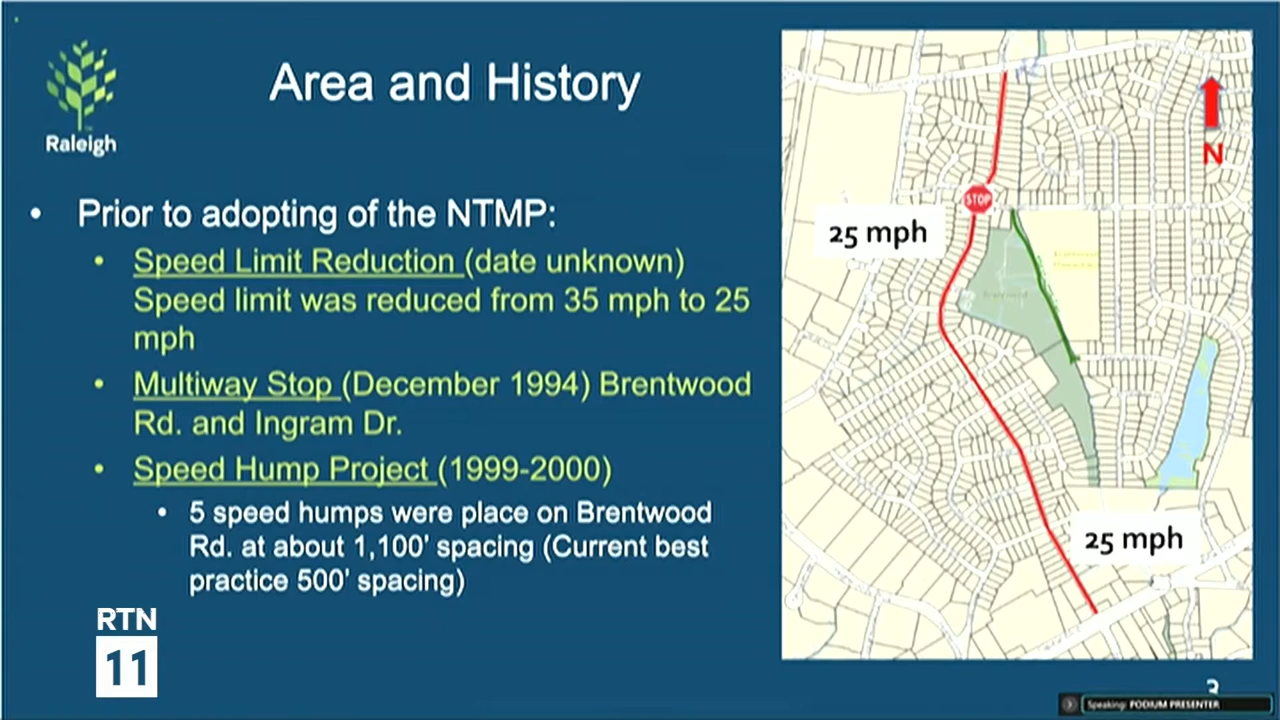 Raleigh
Area and History
• Prior to adopting of the NTMP:
• Speed Limit Reduction (date unknown)
Speed limit was reduced from 35 mph to 25
mph
• Multiway Stop (December 1994) Brentwood
Rd. and Ingram Dr.
• Speed Hump Project (1999-2000)
• 5 speed humps were place on Brentwood
Rd. at about 1,100' spacing (Current best
practice 500' spacing)
N
STOP
25 mph
25 mph
RTN
11
3
Speaking: PODIUM PRESENTER